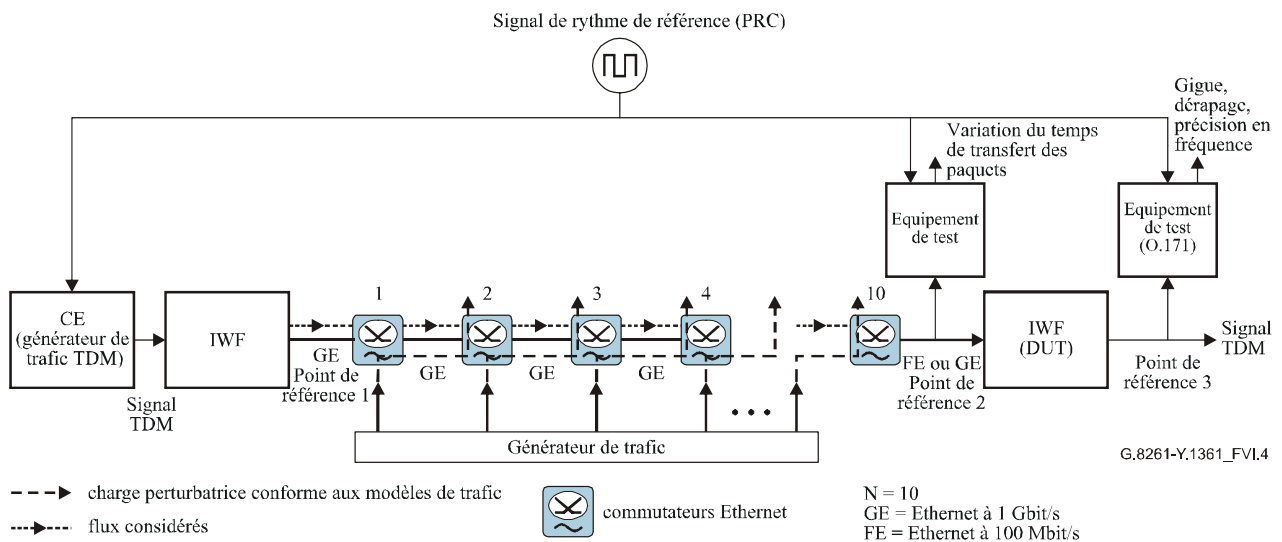 Signal de rythme de référence (PRC)
Gigue,
dérapage,
précision en
fréquence
Variation du temps
de transfert des
paquets
Equipement
de test
Equipement
de test
(O.171)
CE
(générateur de
trafic TDM)
IWF
1
2
3
4
10
IWF
(DUT)
Signal
TDM
Signal
TDM
GE
Point de
référence 1
GE
GE
GE
FE ou GE
Point de
référence 2
Point de
référence 3
Générateur de trafic
G.8261-Y.1361_FVI.4
charge perturbatrice conforme aux modèles de trafic
flux considérés
commutateurs Ethernet
N = 10
GE = Ethernet à 1 Gbit/s
FE = Ethernet à 100 Mbit/s